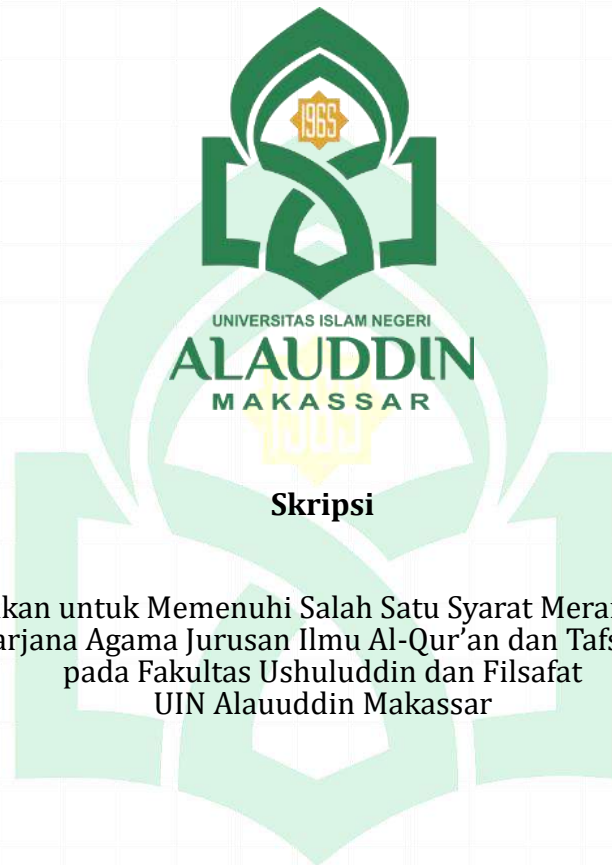 1965
UNIVERSITAS ISLAM NEGERI
ALAUDDIN
MAKASSAR
1965
Skripsi
kan untuk Memenuhi Salah Satu Syarat Mera
arjana Agama Jurusan Ilmu Al-Qur’an dan Tafs
pada Fakultas Ushuluddin dan Filsafat
UIN Alauuddin Makassar